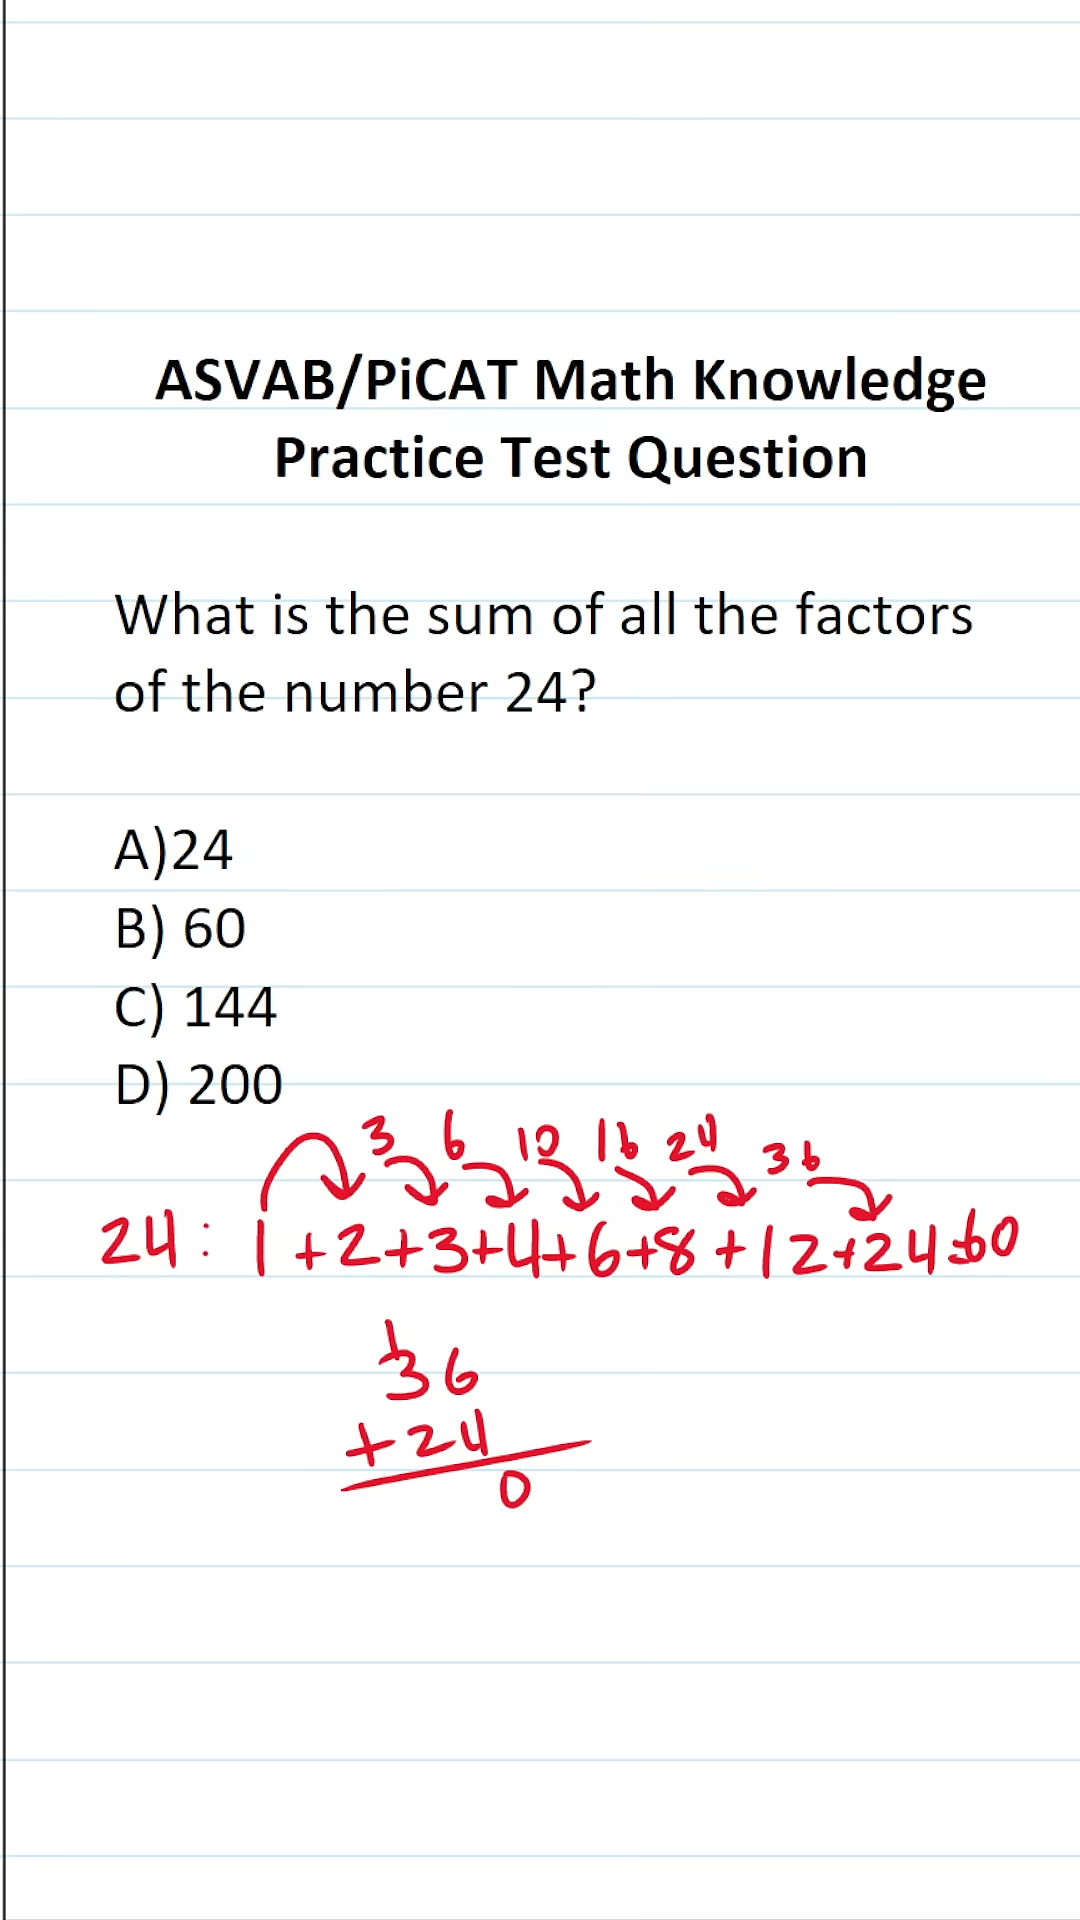 ASVAB/PiCAT Math Knowledge
Practice Test Question
What is the sum of all the factors
of the number 24?
A)24
B) 60
C) 144
D) 200
3 6 10 16 24 36
24: 1+2+3+4+6+8+12+24=60
1
36
+24
0